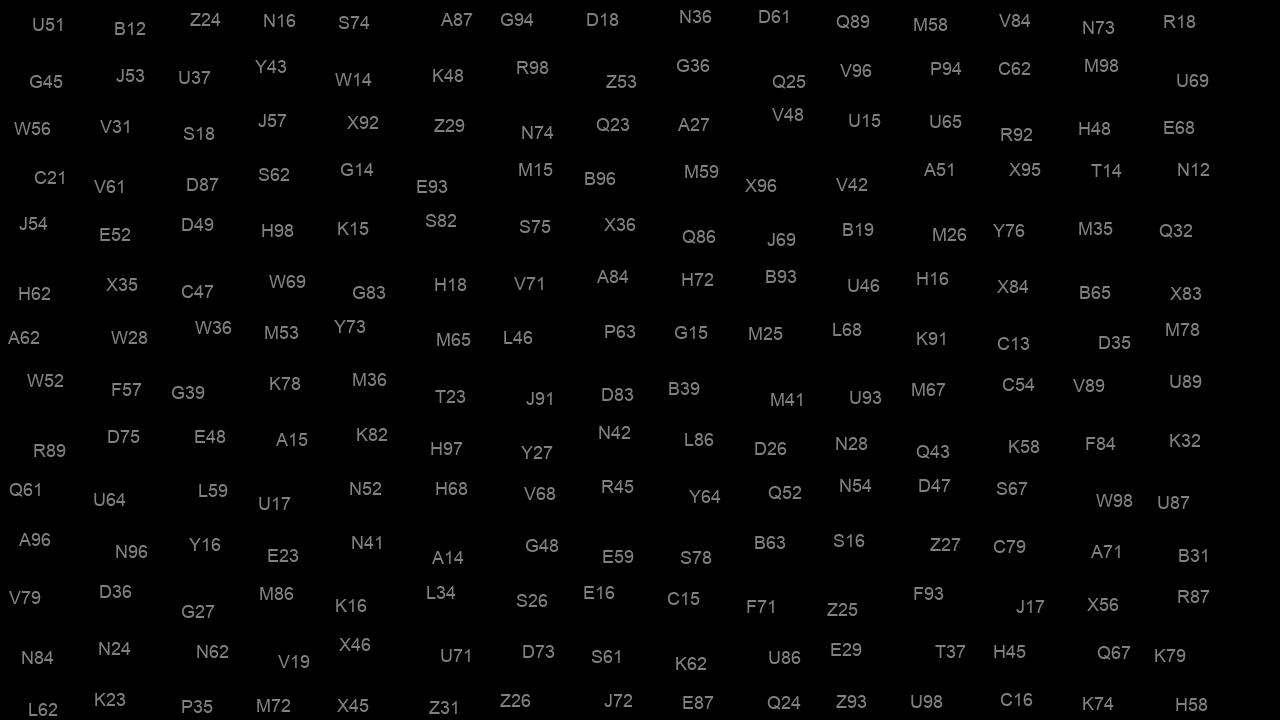 U51 B12 Z24 N16 S74 A87 G94 D18 N36 D61 Q89 M58 V84 N73 R18
G45 J53 U37 Y43 W14 K48 R98 Z53 G36 Q25 V96 P94 C62 M98 U69
W56 V31 S18 J57 X92 Z29 N74 Q23 A27 V48 U15 U65 R92 H48 E68
C21 V61 D87 S62 G14 E93 M15 B96 M59 X96 V42 A51 X95 T14 N12
J54 E52 D49 H98 K15 S82 S75 X36 Q86 J69 B19 M26 Y76 M35 Q32
H62 X35 C47 W69 G83 H18 V71 A84 H72 B93 U46 H16 X84 B65 X83
A62 W28 W36 M53 Y73 M65 L46 P63 G15 M25 L68 K91 C13 D35 M78
W52 F57 G39 K78 M36 T23 J91 D83 B39 M41 U93 M67 C54 V89 U89
R89 D75 E48 A15 K82 H97 Y27 N42 L86 D26 N28 Q43 K58 F84 K32
Q61 U64 L59 U17 N52 H68 V68 R45 Y64 Q52 N54 D47 S67 W98 U87
A96 N96 Y16 E23 N41 A14 G48 E59 S78 B63 S16 Z27 C79 A71 B31
V79 D36 G27 M86 K16 L34 S26 E16 C15 F71 Z25 F93 J17 X56 R87
N84 N24 N62 V19 X46 U71 D73 S61 K62 U86 E29 T37 H45 Q67 K79
L62 K23 P35 M72 X45 Z31 Z26 J72 E87 Q24 Z93 U98 C16 K74 H58